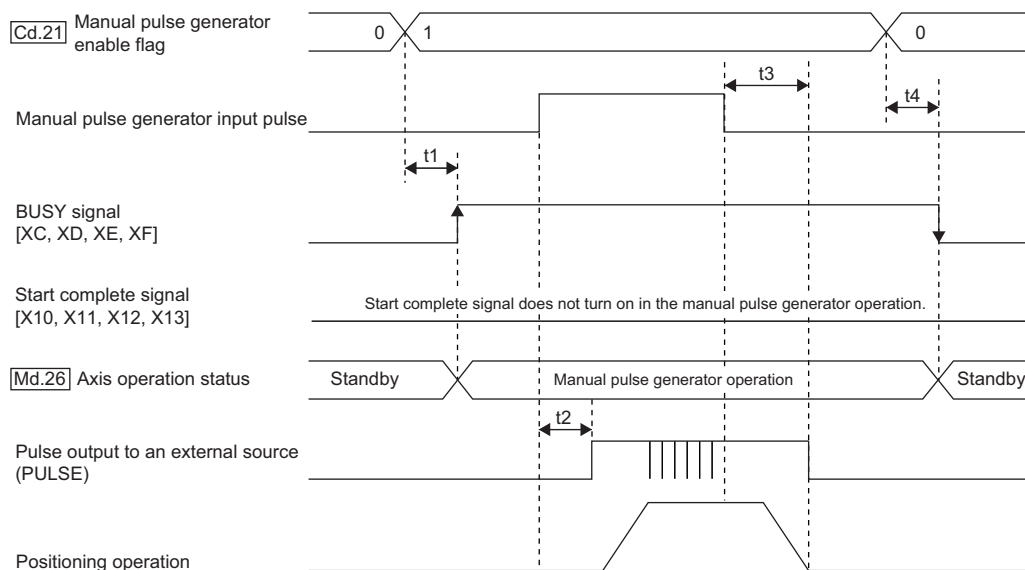 Cd.21 Manual pulse generator
enable flag
0
1
0
t3
t4
Manual pulse generator input pulse
t1
BUSY signal
[XC, XD, XE, XF]
Start complete signal
[X10, X11, X12, X13]
Start complete signal does not turn on in the manual pulse generator operation.
Md.26 Axis operation status
Standby
Manual pulse generator operation
Standby
t2
Pulse output to an external source
(PULSE)
Positioning operation